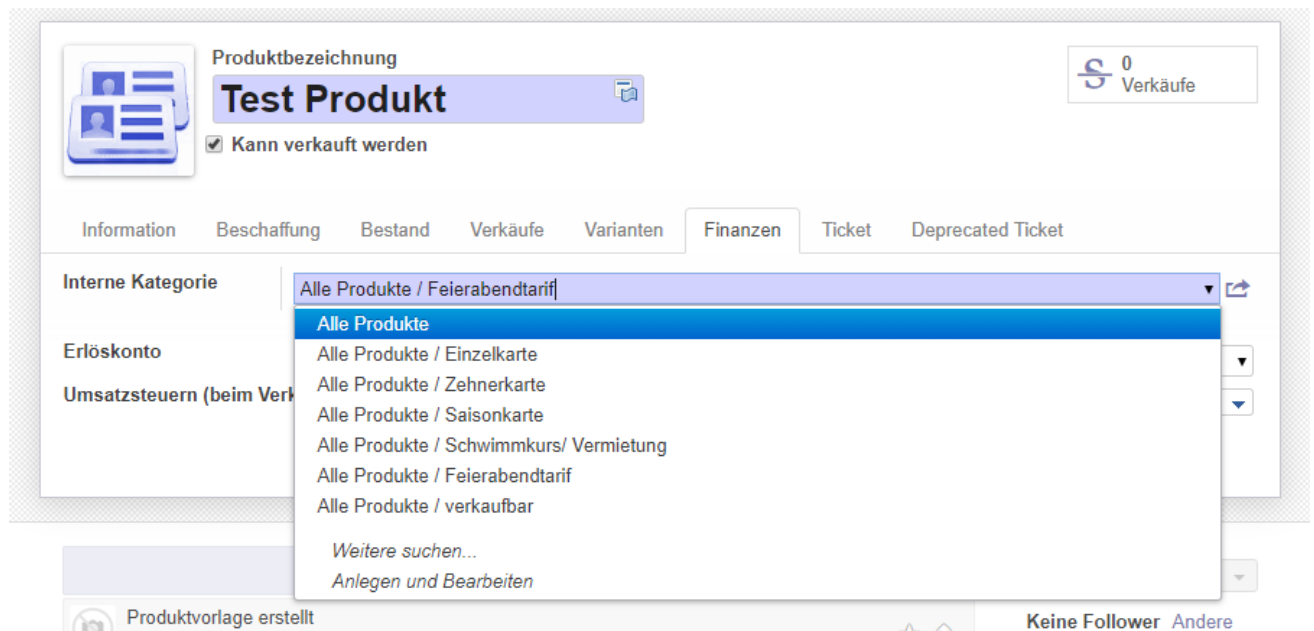 Produktbezeichnung
Test Produkt
Kann verkauft werden
0
Verkäufe
Information Beschaffung Bestand Verkäufe Varianten Finanzen Ticket Deprecated Ticket
Interne Kategorie
Alle Produkte / Feierabendtarif
Alle Produkte
Erlöskonto
Alle Produkte / Einzelkarte
Alle Produkte / Zehnerkarte
Umsatzsteuern (beim Verk
Alle Produkte / Saisonkarte
Alle Produkte / Schwimmkurs/ Vermietung
Alle Produkte / Feierabendtarif
Alle Produkte / verkaufbar
Weitere suchen...
Anlegen und Bearbeiten
Produktvorlage erstellt
Keine Follower Andere